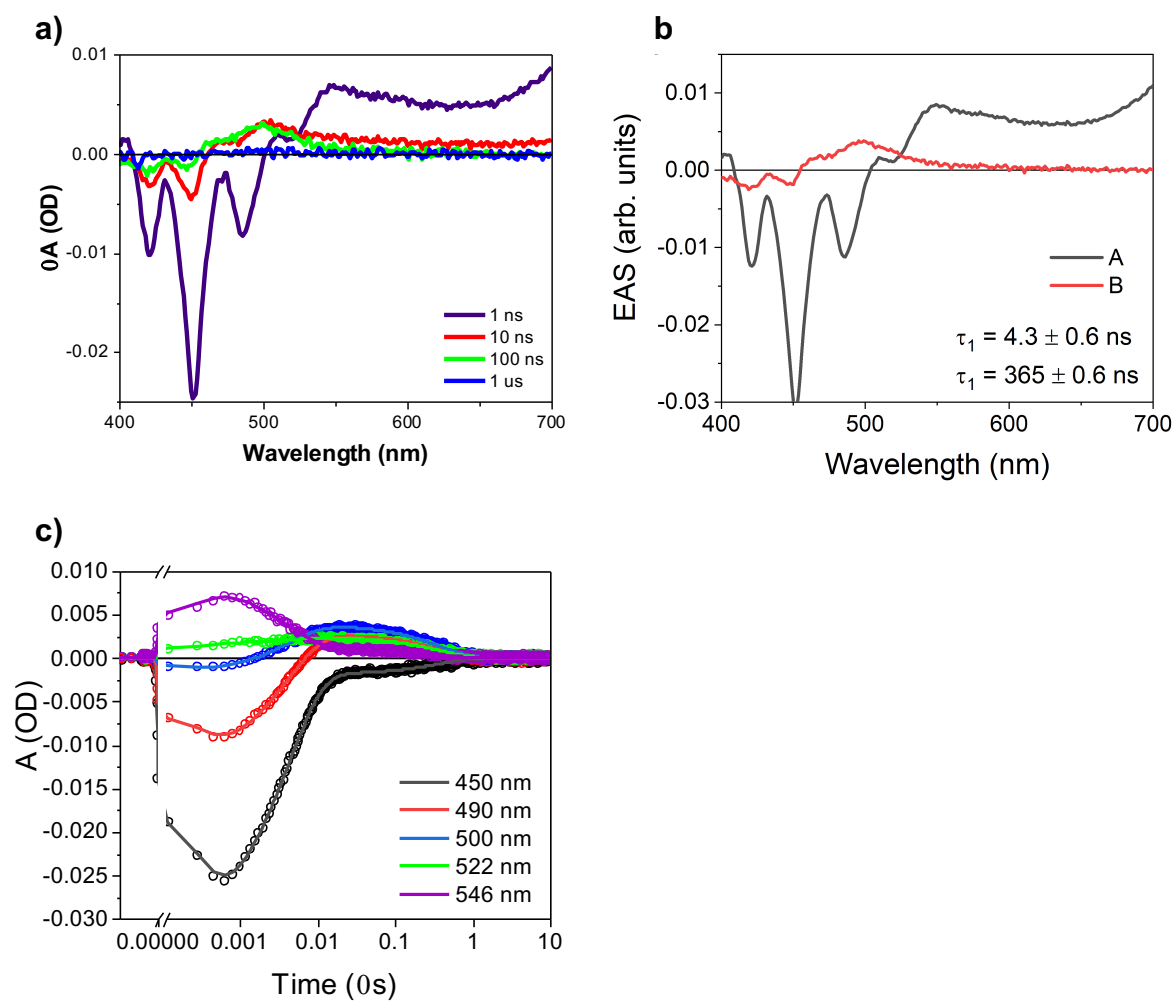 a)
0.01
0.00
-0.01
-0.02
0A (OD)
1 ns
10 ns
100 ns
1 us
400
500
600
700
Wavelength (nm)
b
0.01
0.00
-0.01
-0.02
-0.03
EAS (arb. units)
A
B
τ1 = 4.3 ± 0.6 ns
τ1 = 365 ± 0.6 ns
400
500
600
700
Wavelength (nm)
c)
0.010
0.005
0.000
-0.005
-0.010
-0.015
-0.020
-0.025
-0.030
A (OD)
450 nm
490 nm
500 nm
522 nm
546 nm
0.00000
0.001
0.01
0.1
1
10
Time (0s)